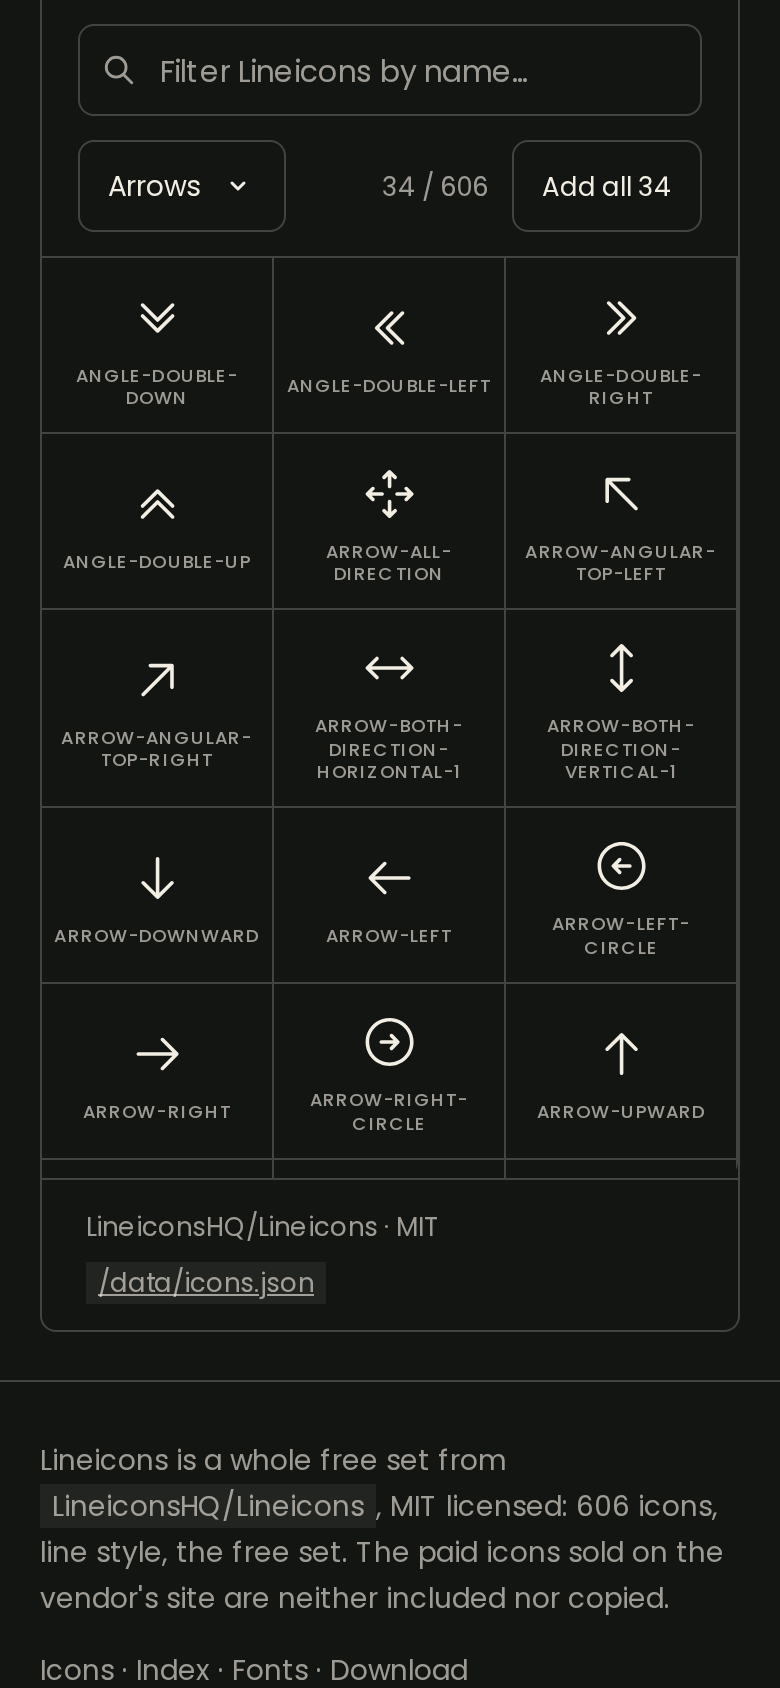 Filter Lineicons by name...
Arrows
34 / 606
Add all 34
ANGLE-DOUBLE-
DOWN
ANGLE-DOUBLE-LEFT
ANGLE-DOUBLE-
RIGHT
ANGLE-DOUBLE-UP
ARROW-ALL-
DIRECTION
ARROW-ANGULAR-
TOP-LEFT
ARROW-ANGULAR-
TOP-RIGHT
ARROW-BOTH-
DIRECTION-
HORIZONTAL-1
ARROW-BOTH-
DIRECTION-
VERTICAL-1
ARROW-DOWNWARD
ARROW-LEFT
ARROW-LEFT-
CIRCLE
ARROW-RIGHT
ARROW-RIGHT-
CIRCLE
ARROW-UPWARD
LineiconsHQ/Lineicons · MIT
/data/icons.json
Lineicons is a whole free set from
LineiconsHQ/Lineicons, MIT licensed: 606 icons,
line style, the free set. The paid icons sold on the
vendor's site are neither included nor copied.
Icons · Index · Fonts · Download